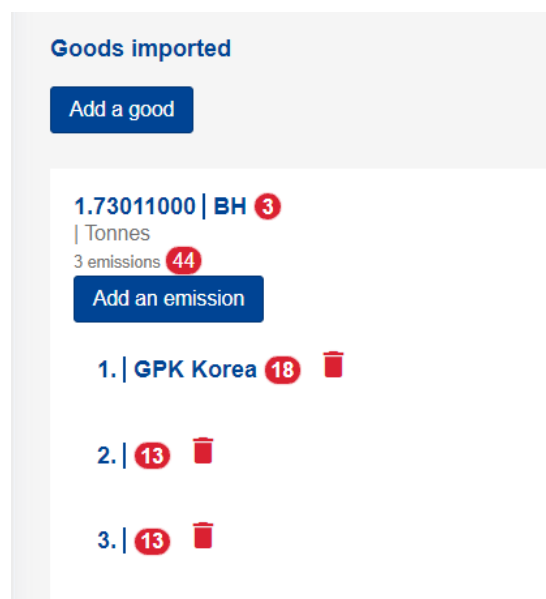 Goods imported
Add a good
1.73011000 | BH 3
| Tonnes
3 emissions 44
Add an emission
1. | GPK Korea 18
2. | 13
3. | 13